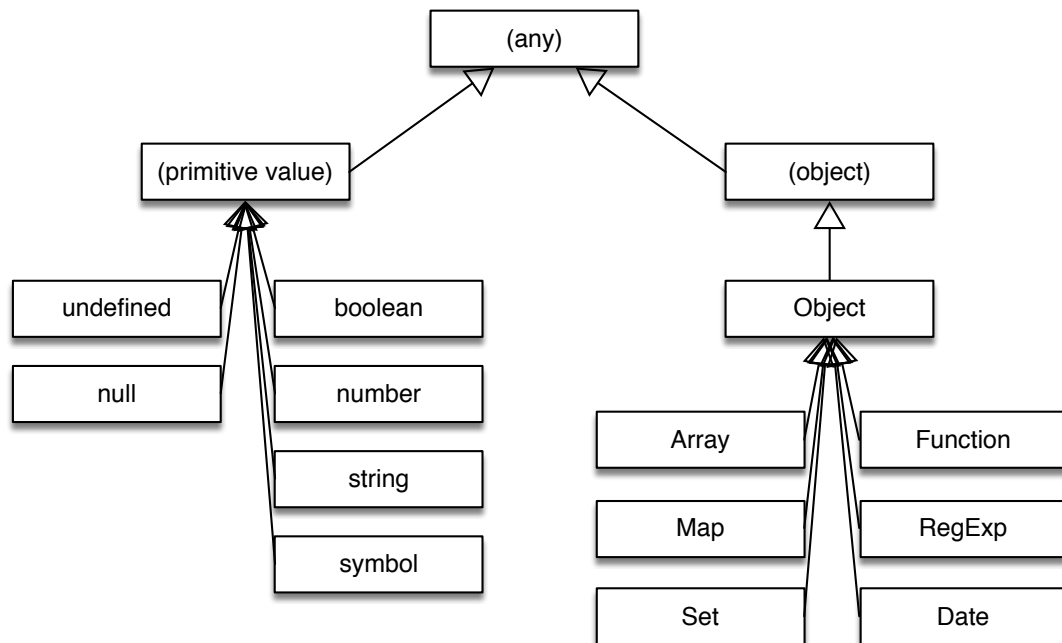 (any)
(primitive value)
(object)
undefined
boolean
Object
null
number
Array
Function
string
Map
RegExp
symbol
Set
Date